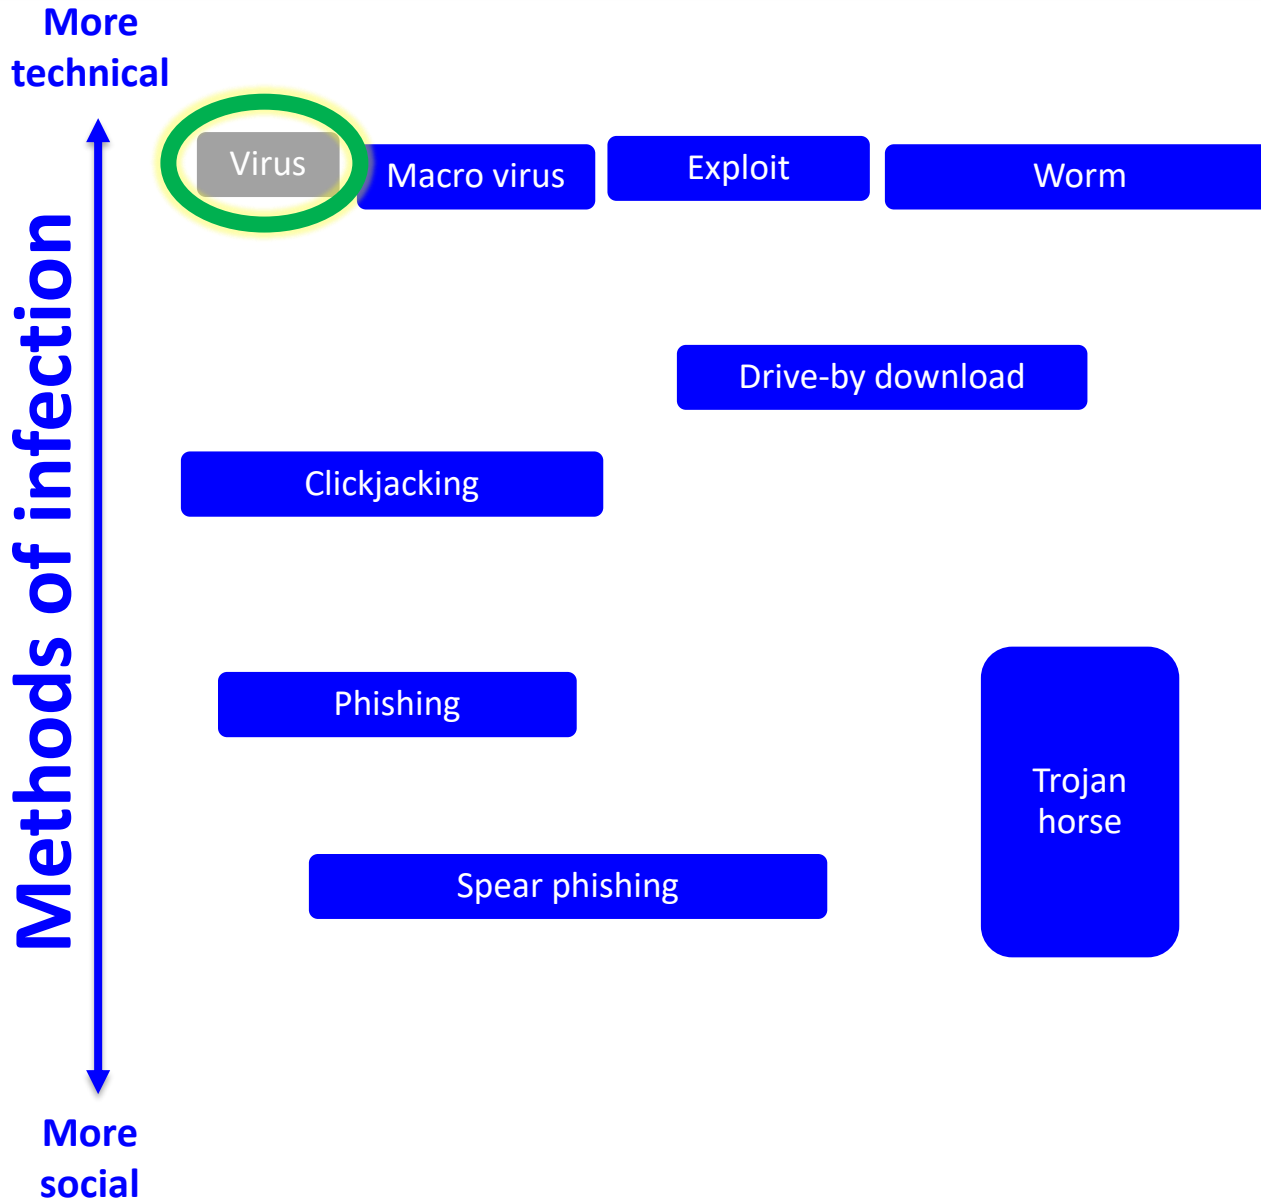 More
technical
Virus
Macro virus
Exploit
Worm
Methods of infection
Drive-by download
Clickjacking
Phishing
Trojan
horse
Spear phishing
More
social